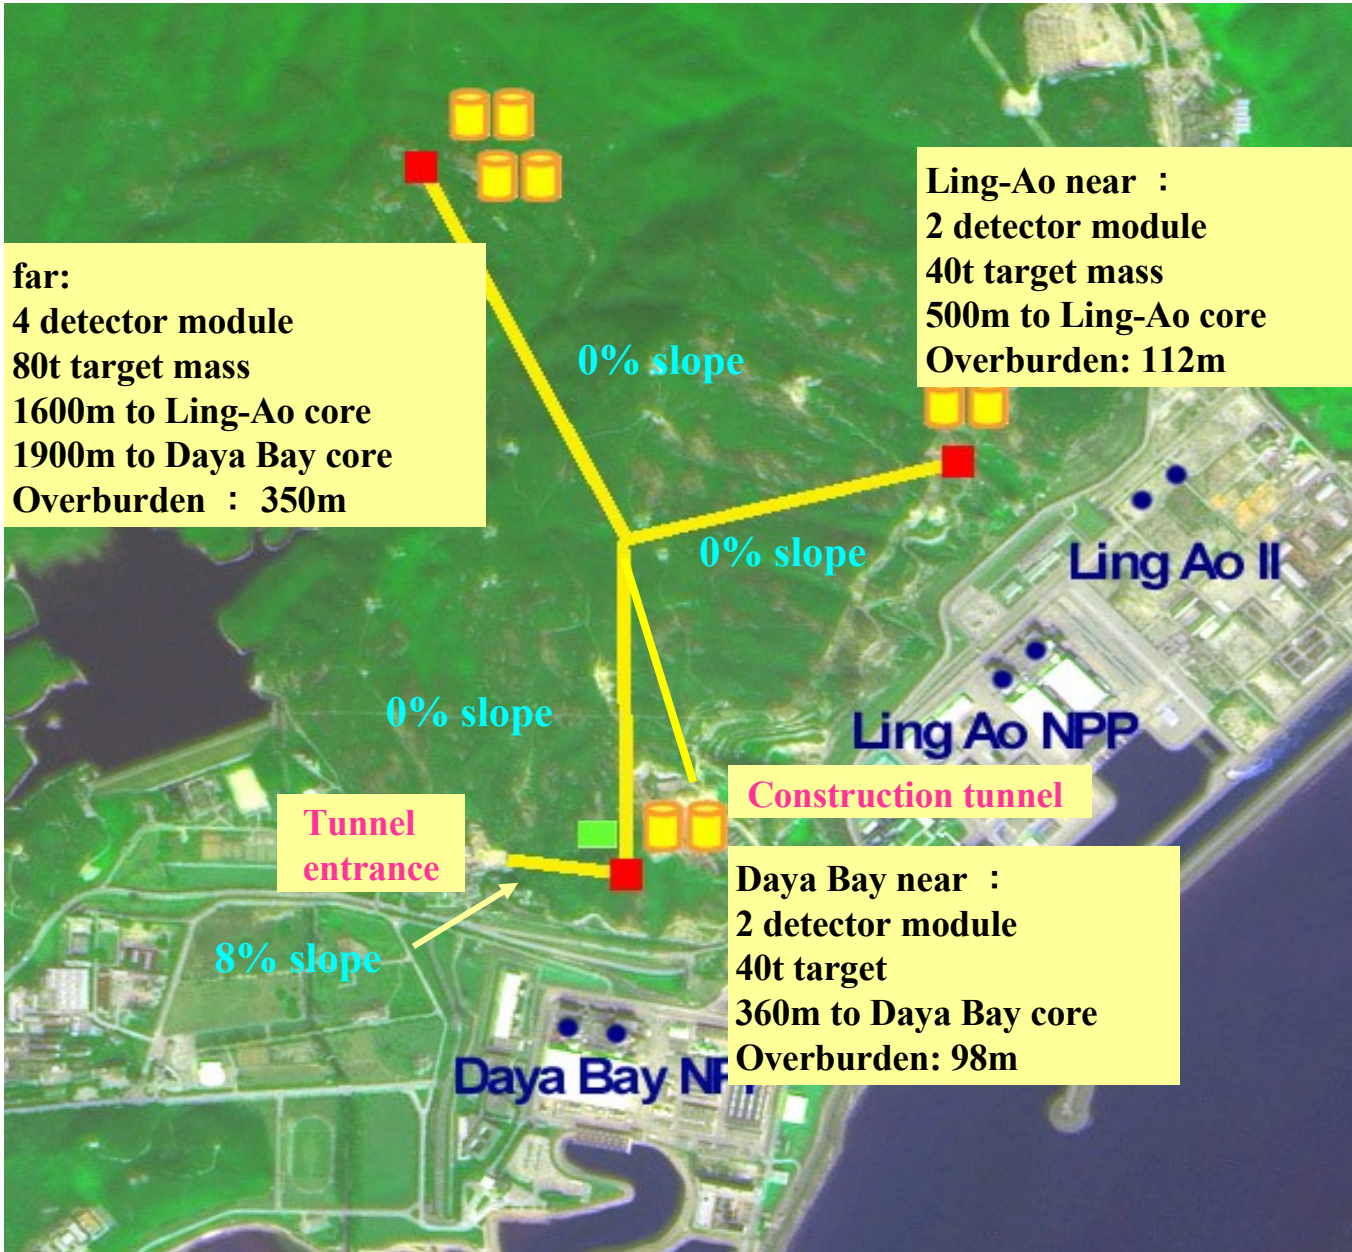 far:
4 detector module
80t target mass
1600m to Ling-Ao core
1900m to Daya Bay core
Overburden ： 350m
Ling-Ao near ：
2 detector module
40t target mass
500m to Ling-Ao core
Overburden: 112m
0% slope
0% slope
Ling Ao II
0% slope
Ling Ao NPP
Construction tunnel
Tunnel
entrance
8% slope
Daya Bay near ：
2 detector module
40t target
360m to Daya Bay core
Overburden: 98m
Daya Bay NPP